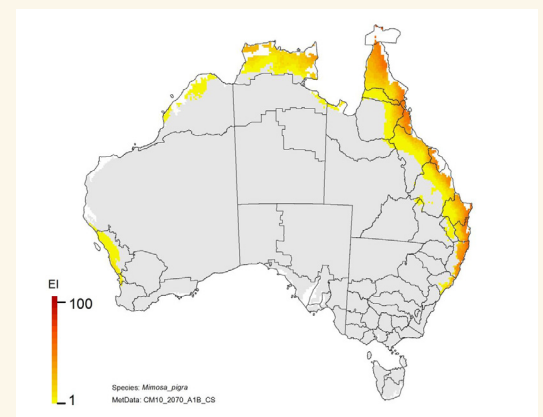 EI
100
1
Species: Mimosa_pigra
MetData: CM10_2070_A1B_CS